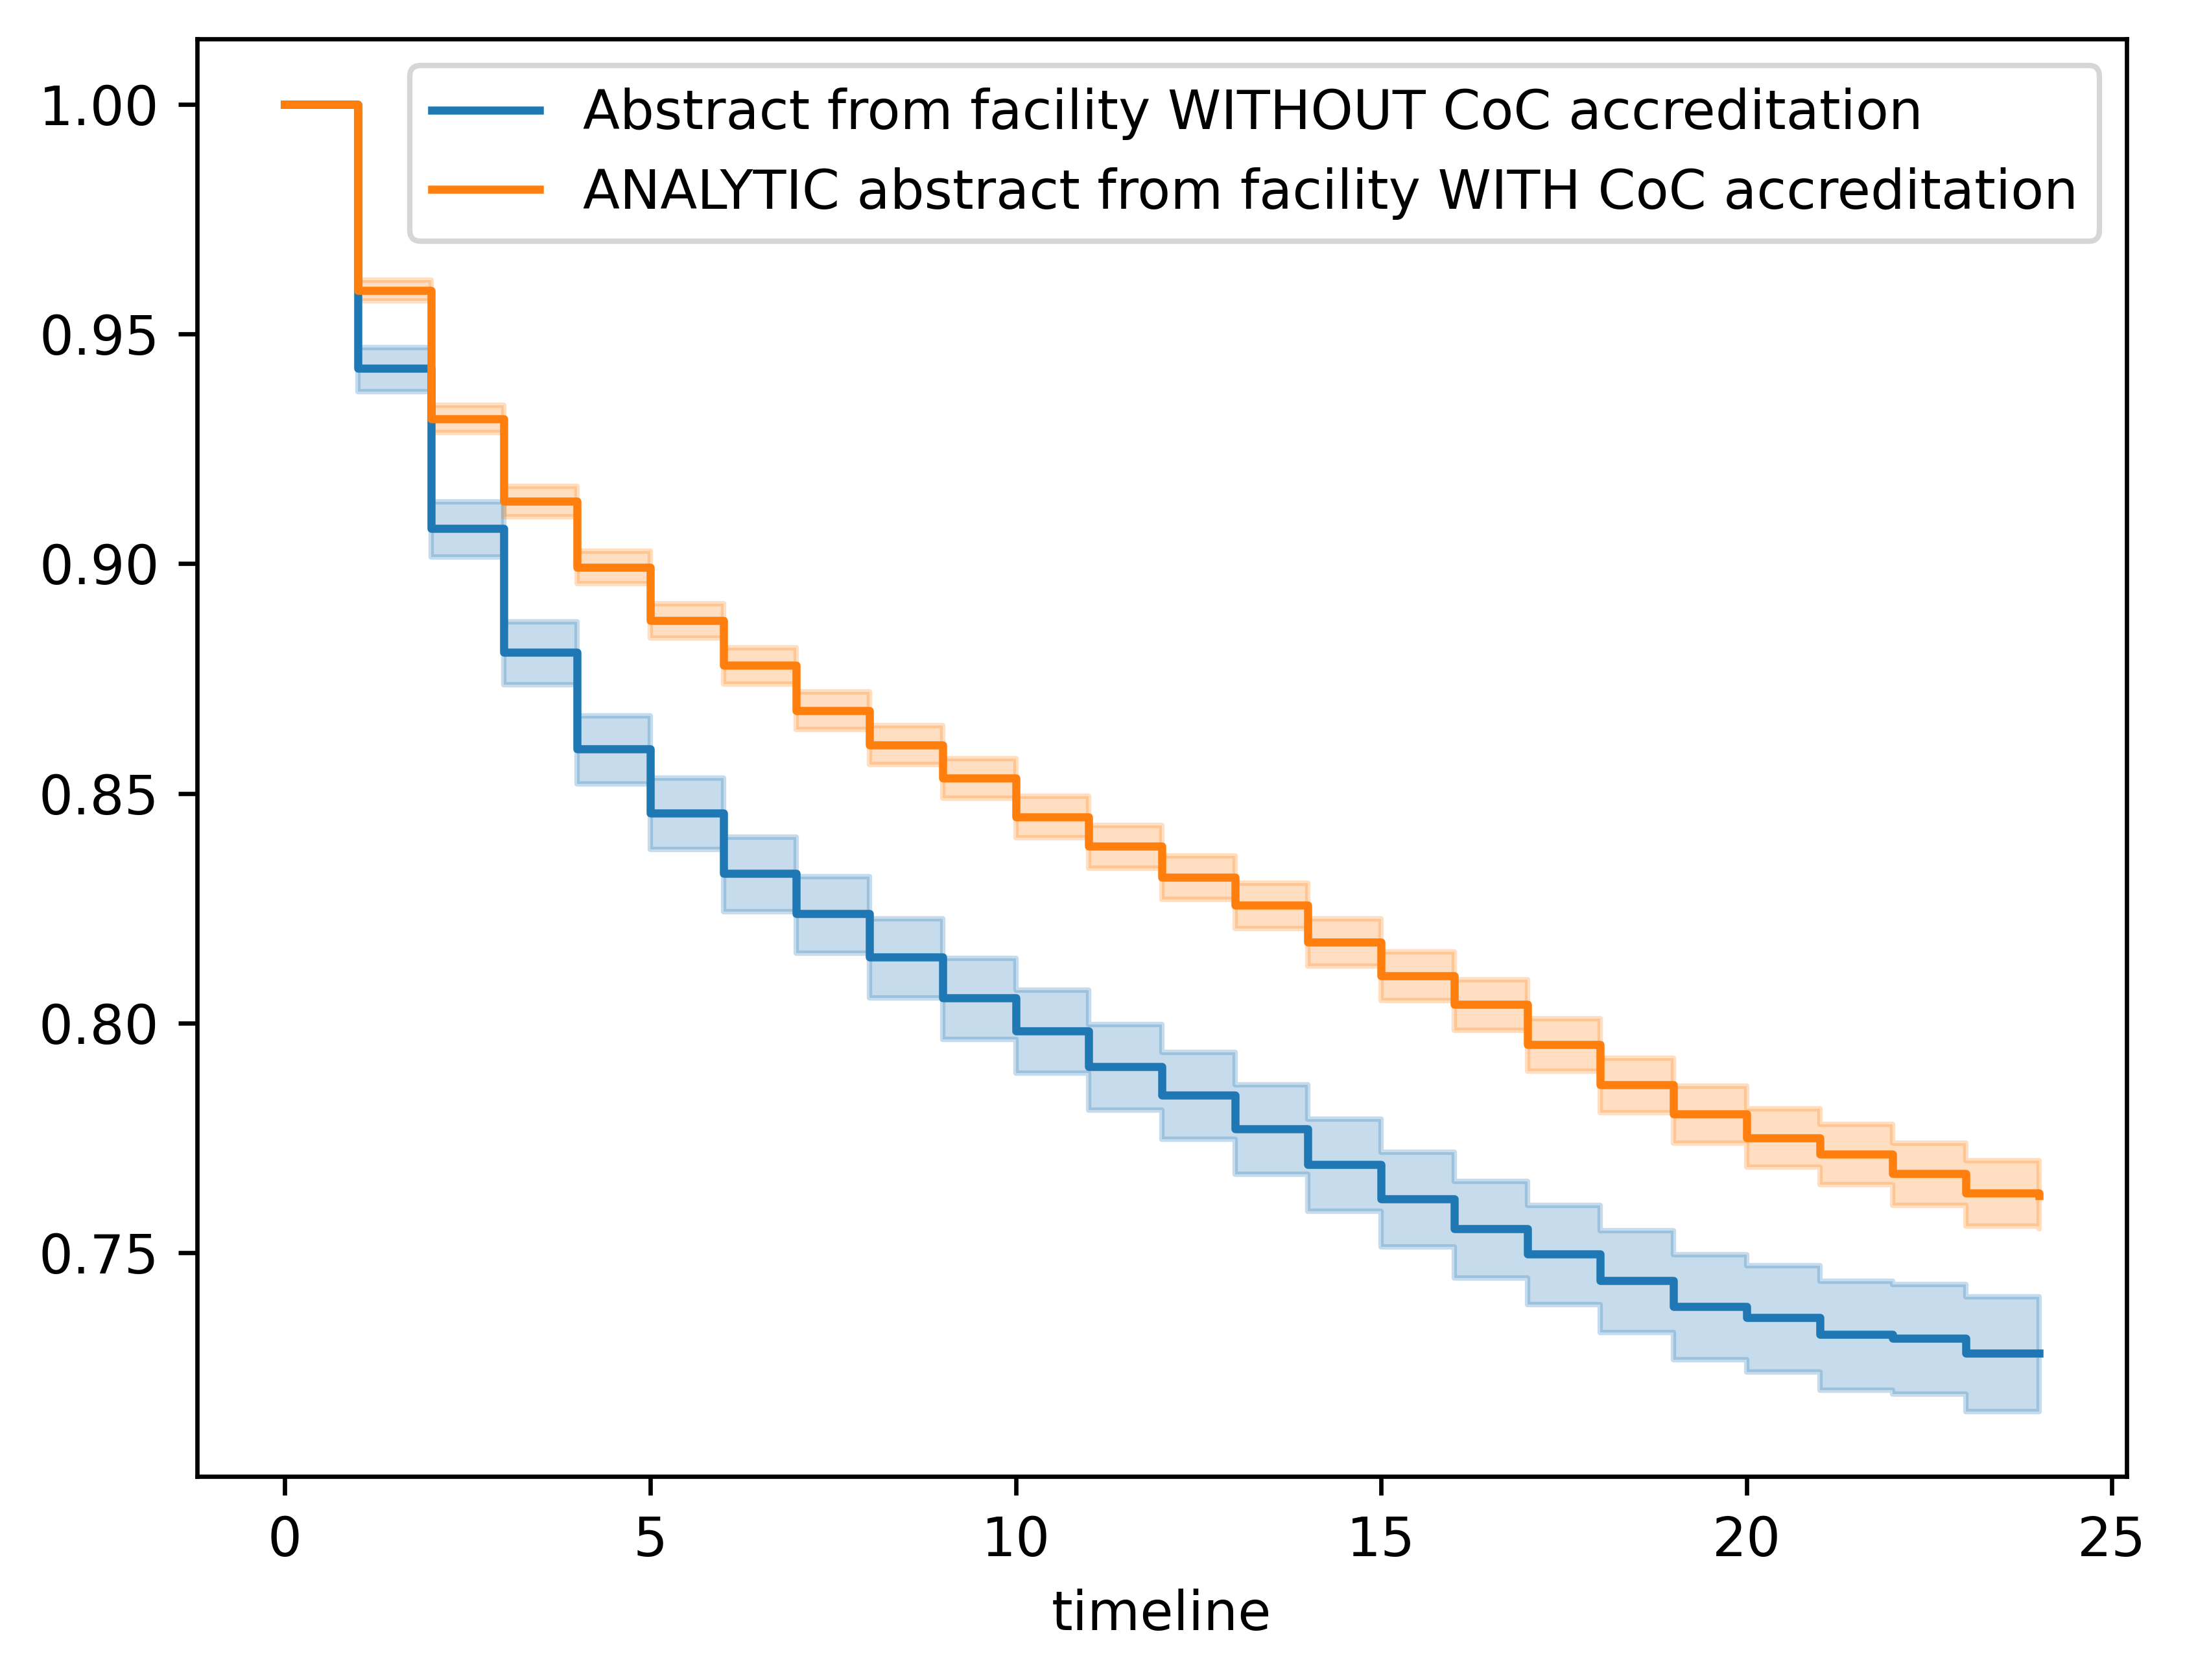 Abstract from facility WITHOUT CoC accreditation
ANALYTIC abstract from facility WITH CoC accreditation
1.00
0.95
0.90
0.85
0.80
0.75
0 5 10 15 20 25
timeline